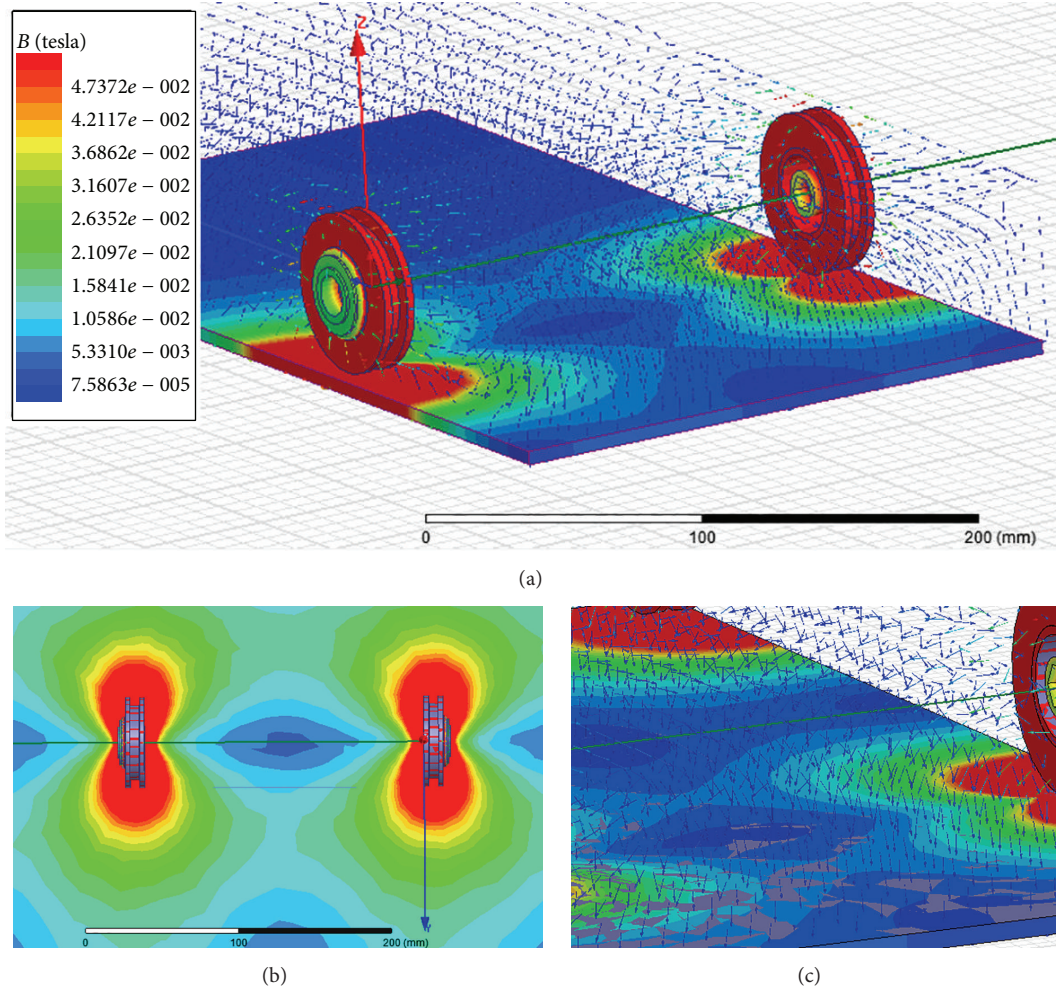 B (tesla)
4.7372e − 002
4.2117e − 002
3.6862e − 002
3.1607e − 002
2.6352e − 002
2.1097e − 002
1.5841e − 002
1.0586e − 002
5.3310e − 003
7.5863e − 005
Z
0 100 200 (mm)
(a)
0 100 200 (mm)
(b)
(c)